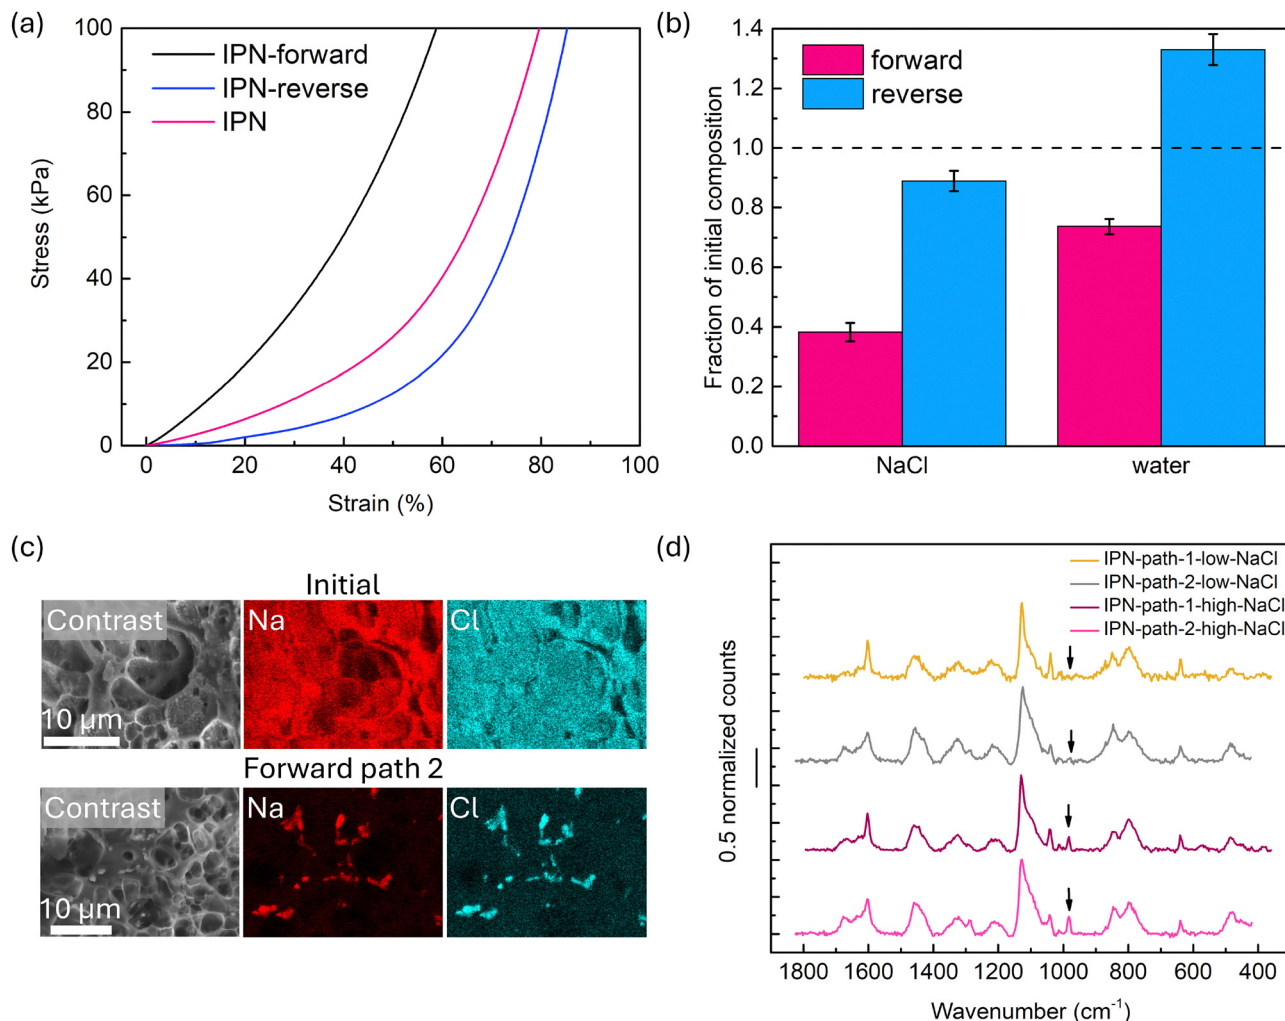 (a)
100
80
60
40
20
0
Stress (kPa)
IPN-forward
IPN-reverse
IPN
0 20 40 60 80 100
Strain (%)
(b)
1.4
1.2
1.0
0.8
0.6
0.4
0.2
0.0
Fraction of initial composition
forward
reverse
NaCl water
(c)
Initial
Contrast Na Cl
10 µm
Forward path 2
Contrast Na Cl
10 µm
(d)
0.5 normalized counts
IPN-path-1-low-NaCl
IPN-path-2-low-NaCl
IPN-path-1-high-NaCl
IPN-path-2-high-NaCl
1800 1600 1400 1200 1000 800 600 400
Wavenumber (cm⁻¹)